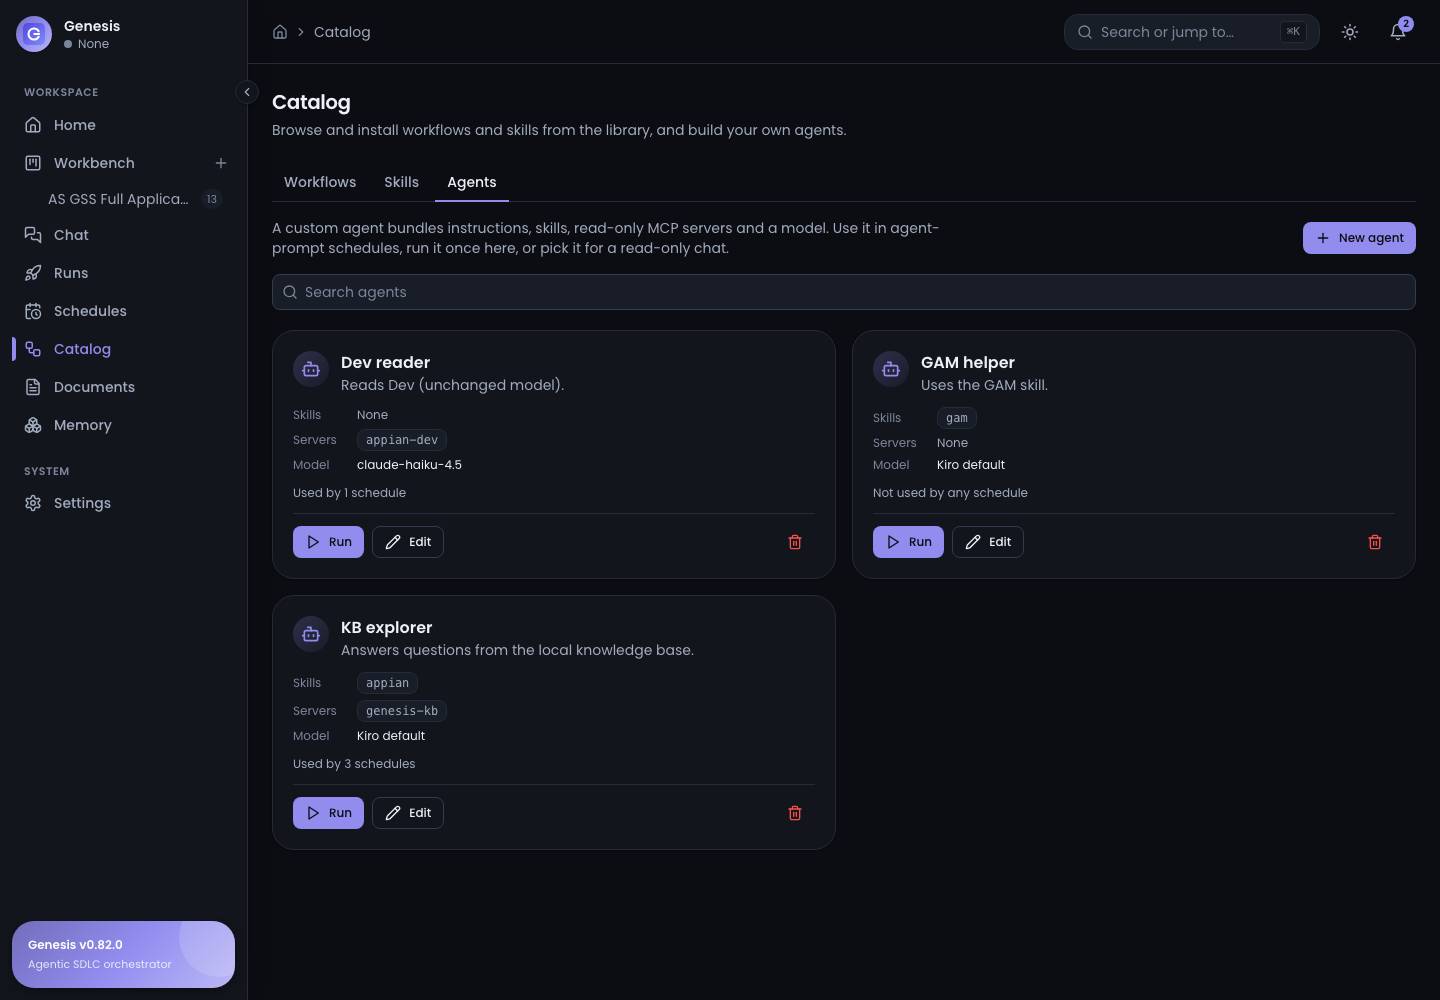 Genesis
None
WORKSPACE
Home
Workbench
AS GSS Full Applica... 13
Chat
Runs
Schedules
Catalog
Documents
Memory
SYSTEM
Settings
Genesis v0.82.0
Agentic SDLC orchestrator
Catalog
Search or jump to... ⌘K
2
Catalog
Browse and install workflows and skills from the library, and build your own agents.
Workflows Skills Agents
A custom agent bundles instructions, skills, read-only MCP servers and a model. Use it in agent-
prompt schedules, run it once here, or pick it for a read-only chat.
New agent
Search agents
Dev reader
Reads Dev (unchanged model).
Skills None
Servers appian-dev
Model claude-haiku-4.5
Used by 1 schedule
Run Edit
GAM helper
Uses the GAM skill.
Skills gam
Servers None
Model Kiro default
Not used by any schedule
Run Edit
KB explorer
Answers questions from the local knowledge base.
Skills appian
Servers genesis-kb
Model Kiro default
Used by 3 schedules
Run Edit